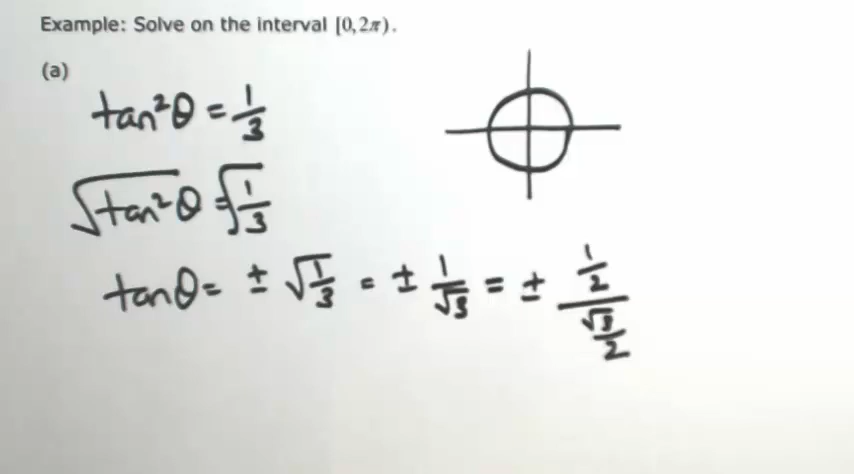 Example: Solve on the interval [0, 2π).
(a)
tan²θ = 1/3
√tan²θ = √1/3
tanθ = ± √1/3 = ± 1/√3 = ± 1/2 / √3/2